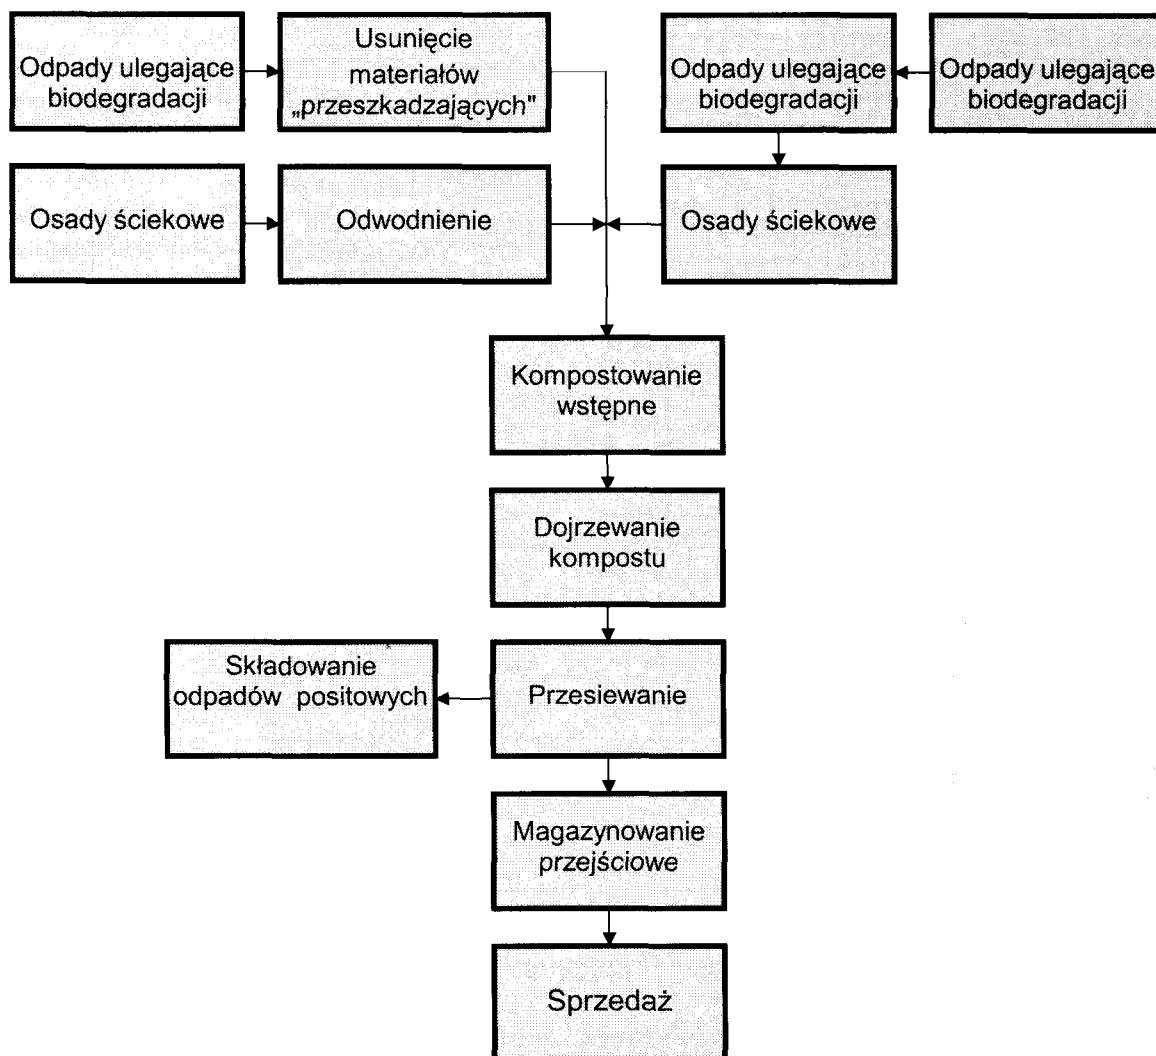 Odpady ulegające
biodegradacji
Usunięcie
materiałów
„przeszkadzających"
Odpady ulegające
biodegradacji
Odpady ulegające
biodegradacji
Osady ściekowe
Odwodnienie
Osady ściekowe
Kompostowanie
wstępne
Dojrzewanie
kompostu
Składowanie
odpadów positowych
Przesiewanie
Magazynowanie
przejściowe
Sprzedaż